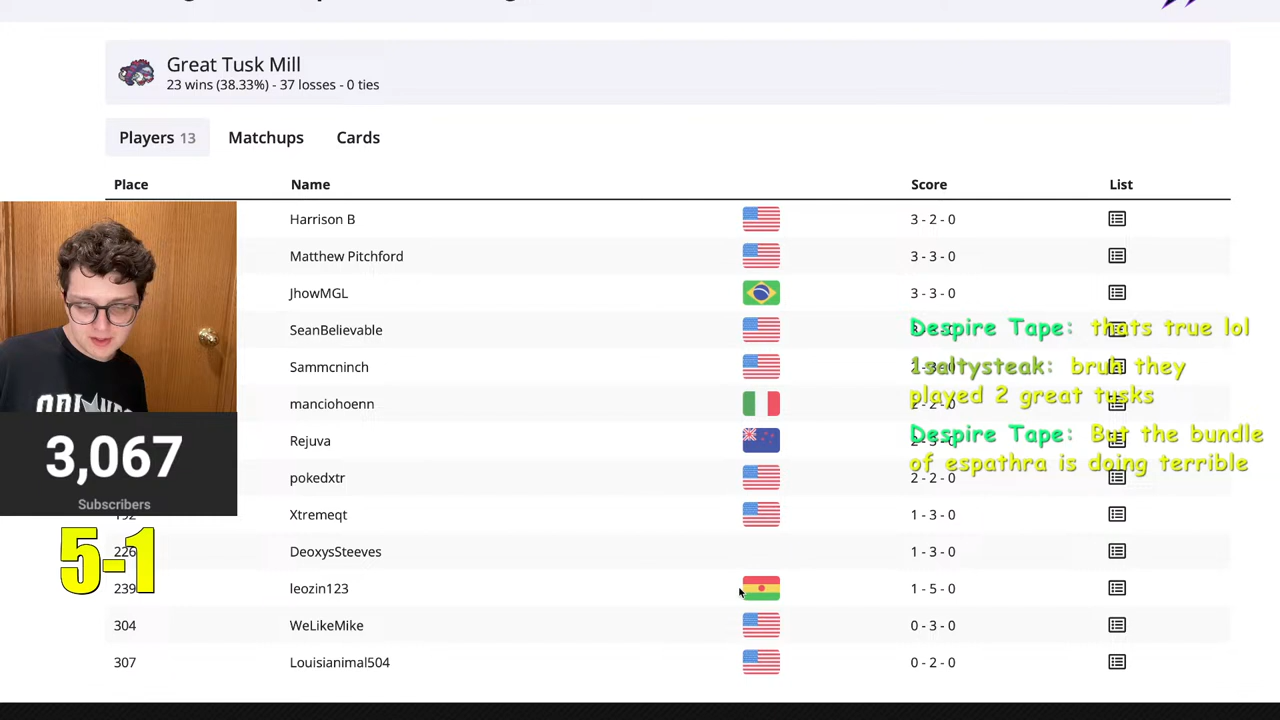 Great Tusk Mill
23 wins (38.33%) - 37 losses - 0 ties
Players 13
Matchups
Cards
Place
Name
Score
List
Harrison B
3 - 2 - 0
Matthew Pitchford
3 - 3 - 0
JhowMGL
3 - 3 - 0
SeanBelievable
Despire Tape: thats true lol
Sammcninch
1saltysteak: bruh they
played 2 great tusks
manciohoenn
Rejuva
Despire Tape: But the bundle
of espathra is doing terrible
pokedxtr
2 - 2 - 0
3,067
Subscribers
Xtremeqt
1 - 3 - 0
226
DeoxysSteeves
1 - 3 - 0
5-1
239
leozin123
1 - 5 - 0
304
WeLikeMike
0 - 3 - 0
307
Louisianimal504
0 - 2 - 0